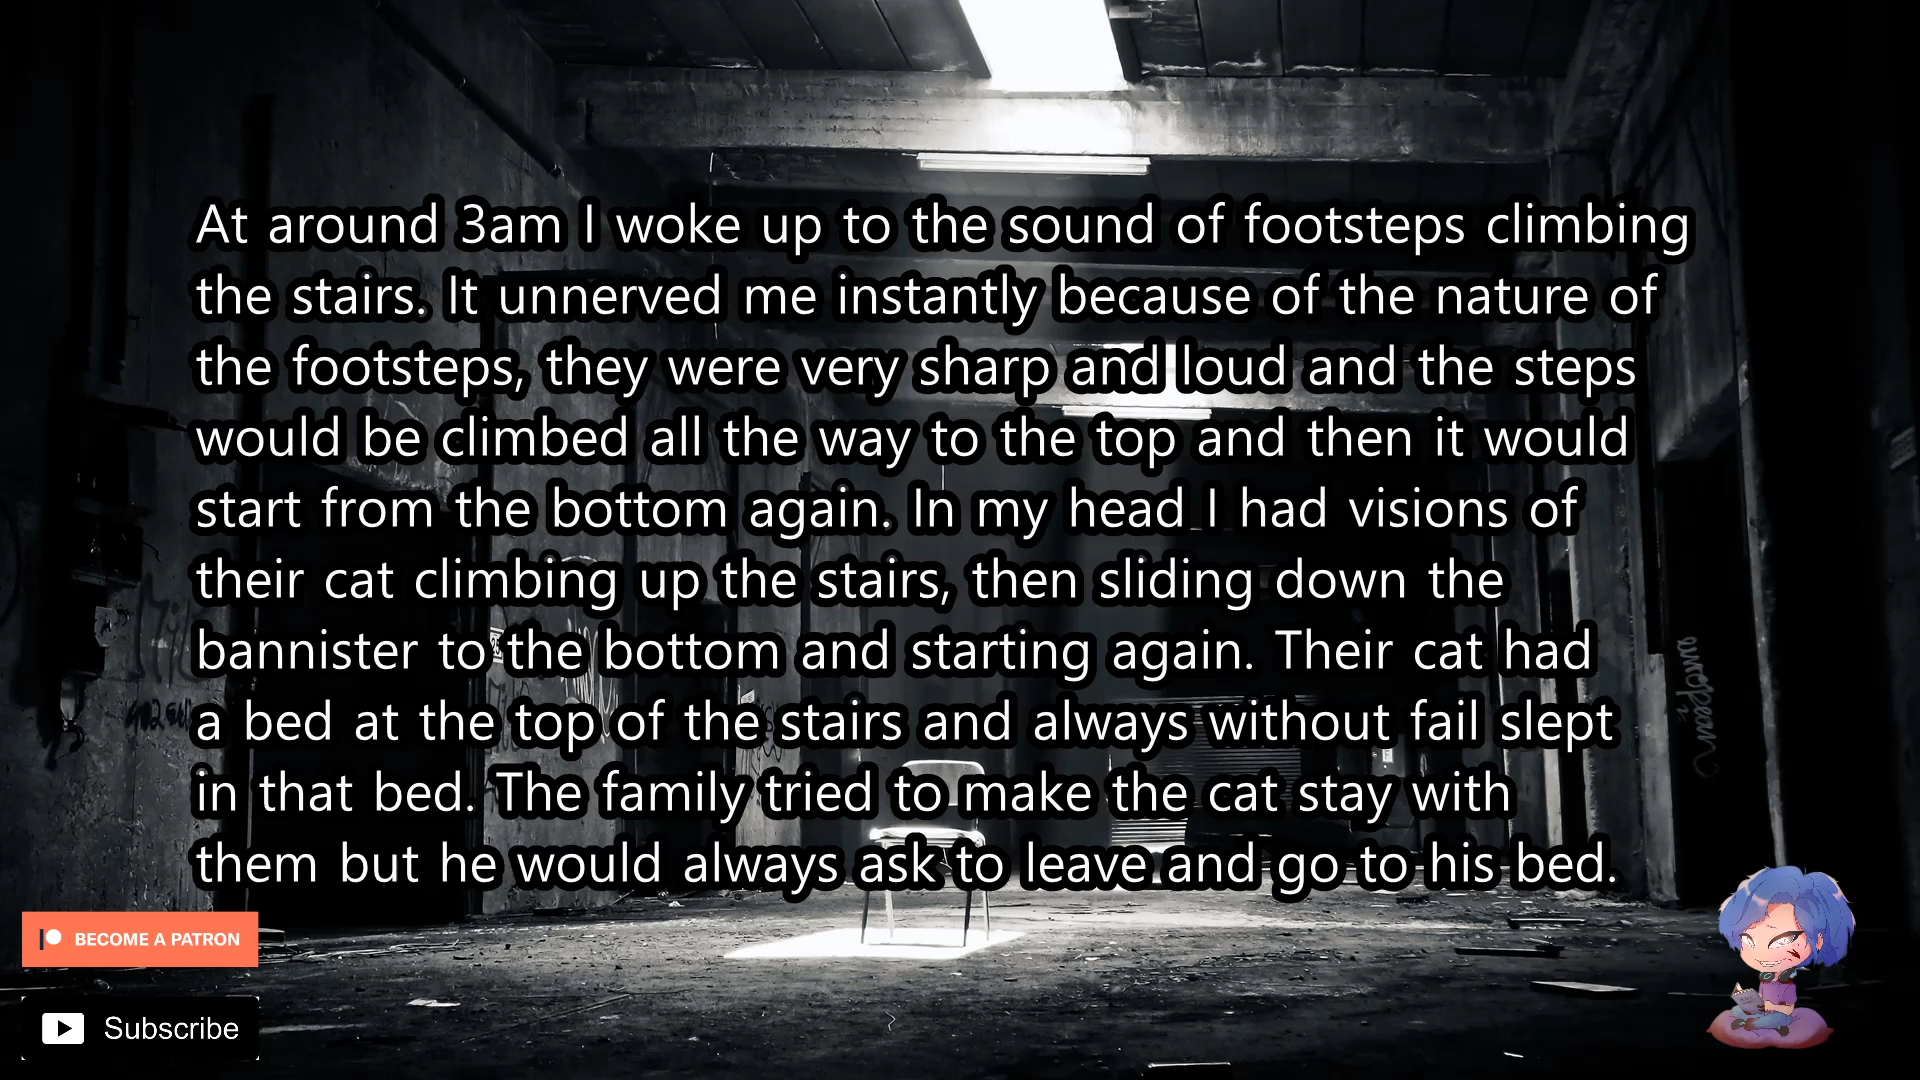 At around 3am I woke up to the sound of footsteps climbing
the stairs. It unnerved me instantly because of the nature of
the footsteps, they were very sharp and loud and the steps
would be climbed all the way to the top and then it would
start from the bottom again. In my head I had visions of
their cat climbing up the stairs, then sliding down the
bannister to the bottom and starting again. Their cat had
a bed at the top of the stairs and always without fail slept
in that bed. The family tried to make the cat stay with
them but he would always ask to leave and go to his bed.
BECOME A PATRON
Subscribe